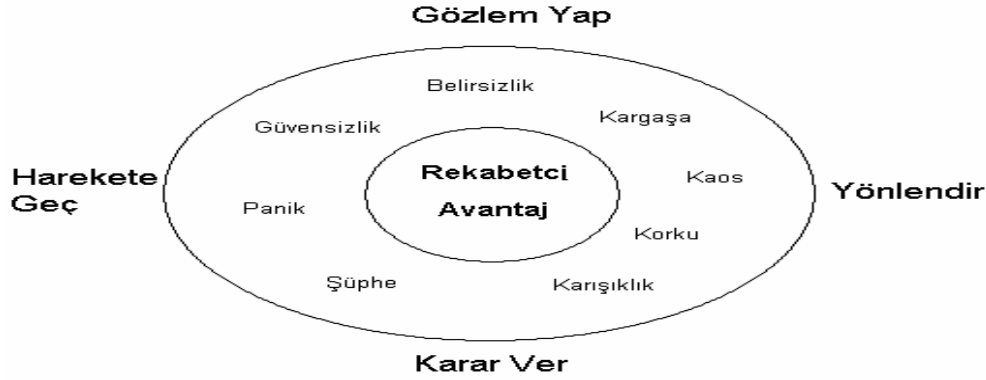 Gözlem Yap
Belirsizlik
Kargaşa
Güvensizlik
Rekabetci
Kaos
Harekete
Geç
Yönlendir
Panik
Avantaj
Korku
Şüphe
Karışıklık
Karar Ver